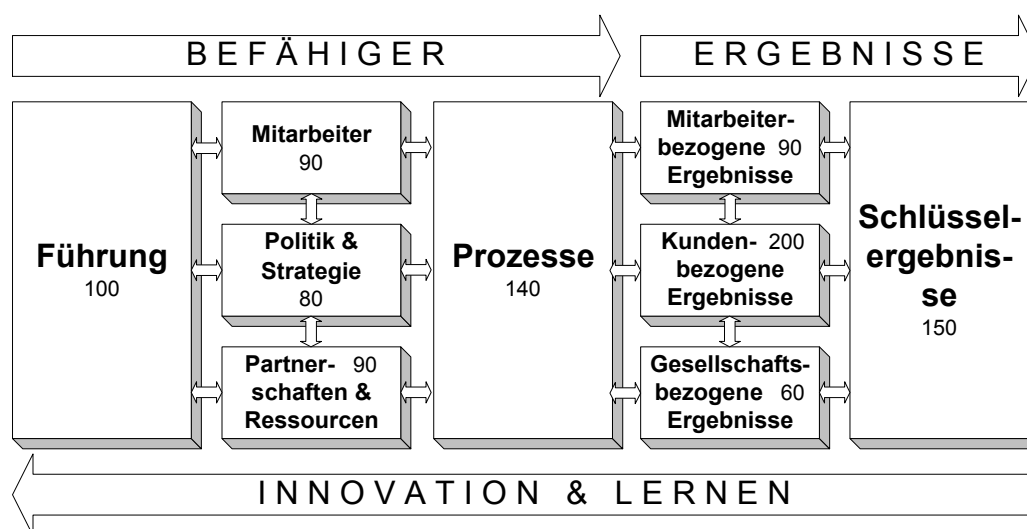 BEFÄHIGER
ERGEBNISSE
Führung
100
Mitarbeiter
90
Politik &
Strategie
80
Partner- 90
schaften &
Ressourcen
Prozesse
140
Mitarbeiter-
bezogene 90
Ergebnisse
Kunden- 200
bezogene
Ergebnisse
Gesellschafts-
bezogene 60
Ergebnisse
Schlüssel-
ergebnis-
se
150
INNOVATION & LERNEN